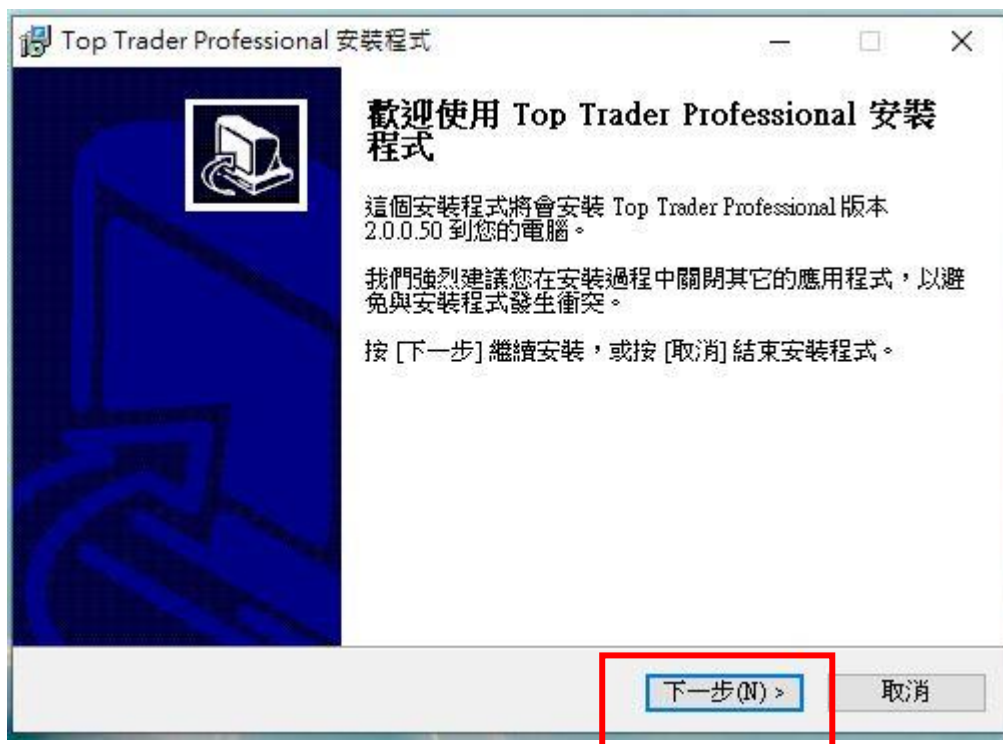 Top Trader Professional 安裝程式
歡迎使用 Top Trader Professional 安裝
程式
這個安裝程式將會安裝 Top Trader Professional 版本
2.0.0.50 到您的電腦。
我們強烈建議您在安裝過程中關閉其它的應用程式，以避
免與安裝程式發生衝突。
按 [下一步] 繼續安裝，或按 [取消] 結束安裝程式。
下一步(N) >
取消